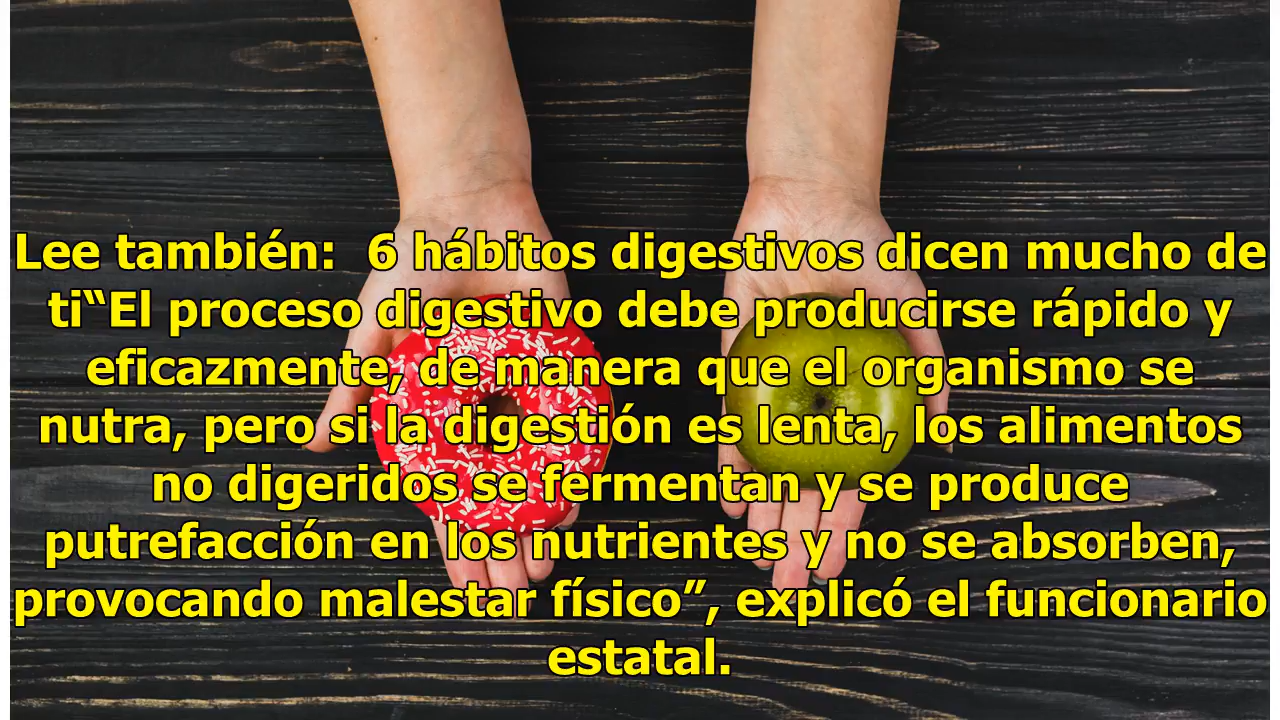 Lee también:  6 hábitos digestivos dicen mucho de
ti“El proceso digestivo debe producirse rápido y
eficazmente, de manera que el organismo se
nutra, pero si la digestión es lenta, los alimentos
no digeridos se fermentan y se produce
putrefacción en los nutrientes y no se absorben,
provocando malestar físico”, explicó el funcionario
estatal.